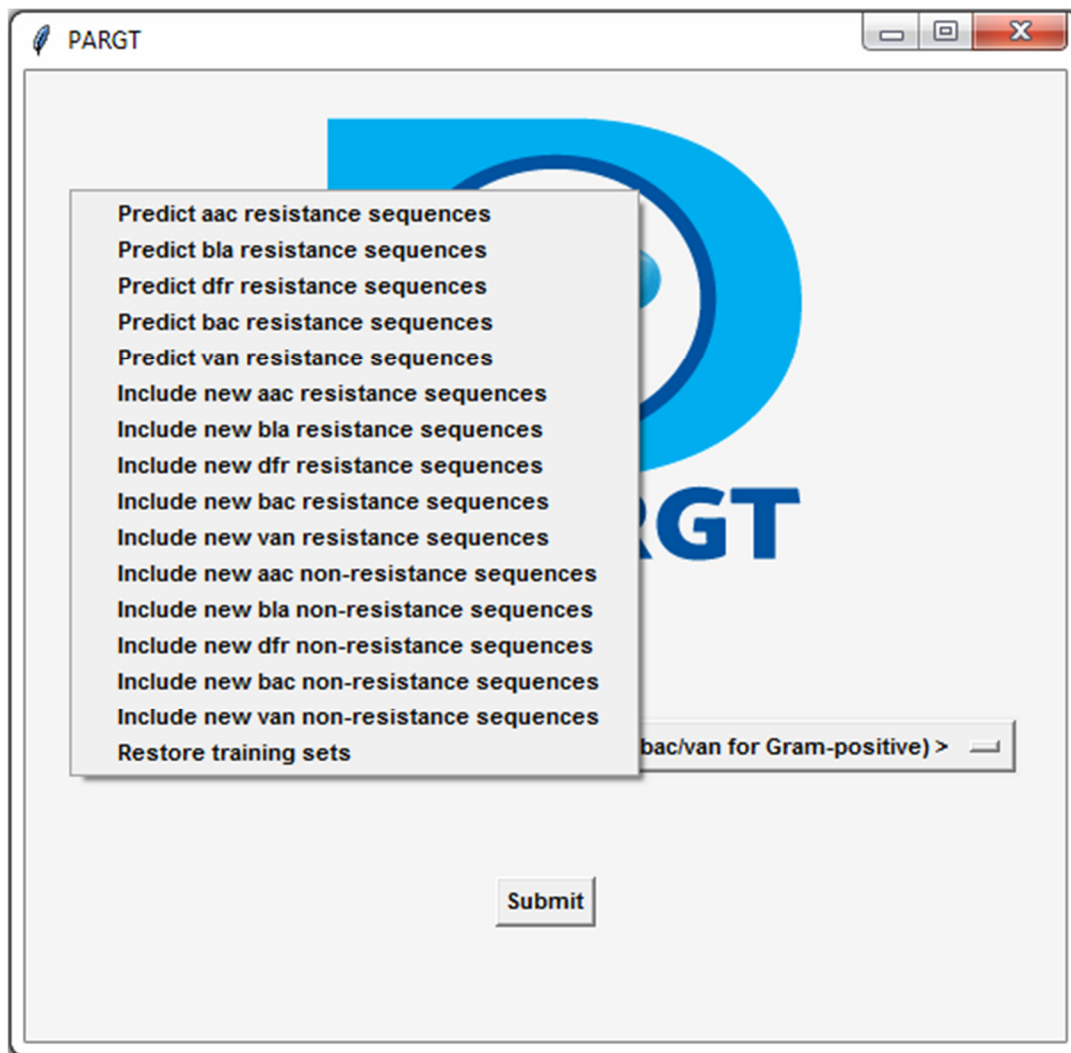 PARGT
Predict aac resistance sequences
Predict bla resistance sequences
Predict dfr resistance sequences
Predict bac resistance sequences
Predict van resistance sequences
Include new aac resistance sequences
Include new bla resistance sequences
Include new dfr resistance sequences
Include new bac resistance sequences
Include new van resistance sequences
GT
Include new aac non-resistance sequences
Include new bla non-resistance sequences
Include new dfr non-resistance sequences
Include new bac non-resistance sequences
Include new van non-resistance sequences
Restore training sets
bac/van for Gram-positive) >
Submit